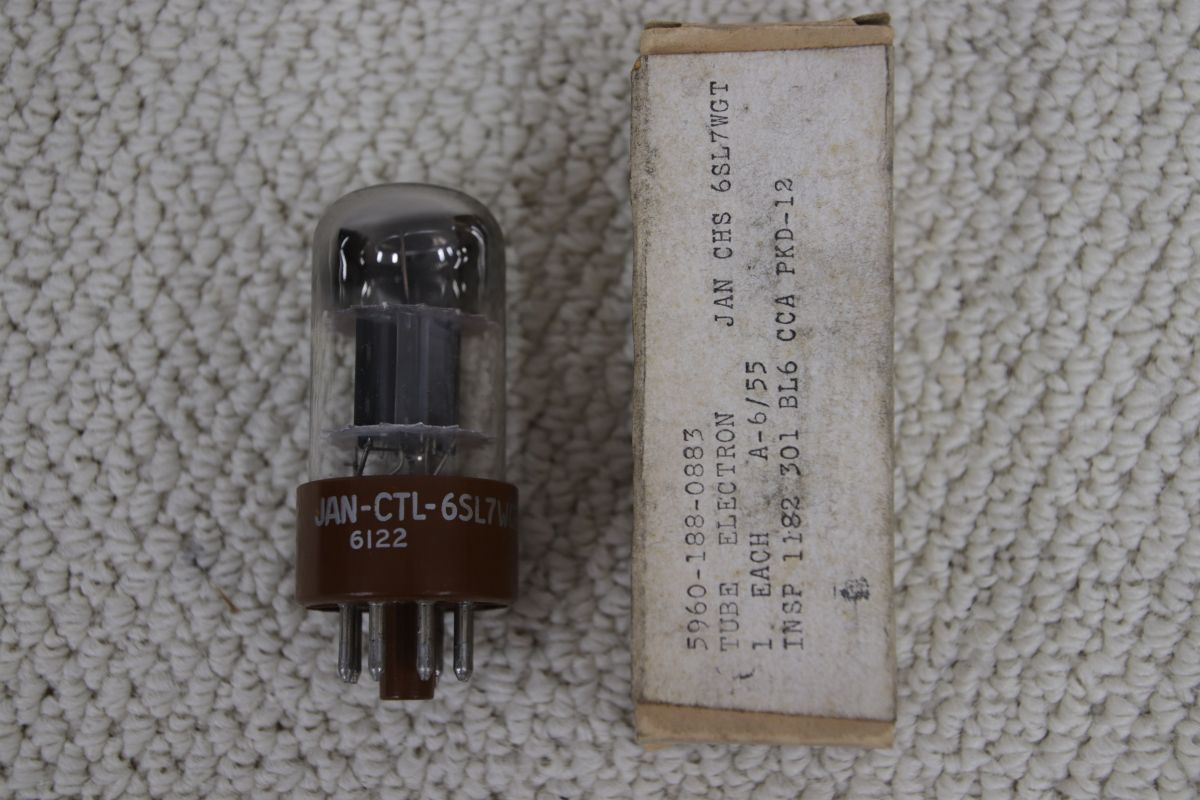 JAN-CTL-6SL7W
6122
5960-188-0883
TUBE ELECTRON JAN CHS 6SL7WGT
1 EACH A-6/55
INSP 1182 301 BL6 CCA PKD-12